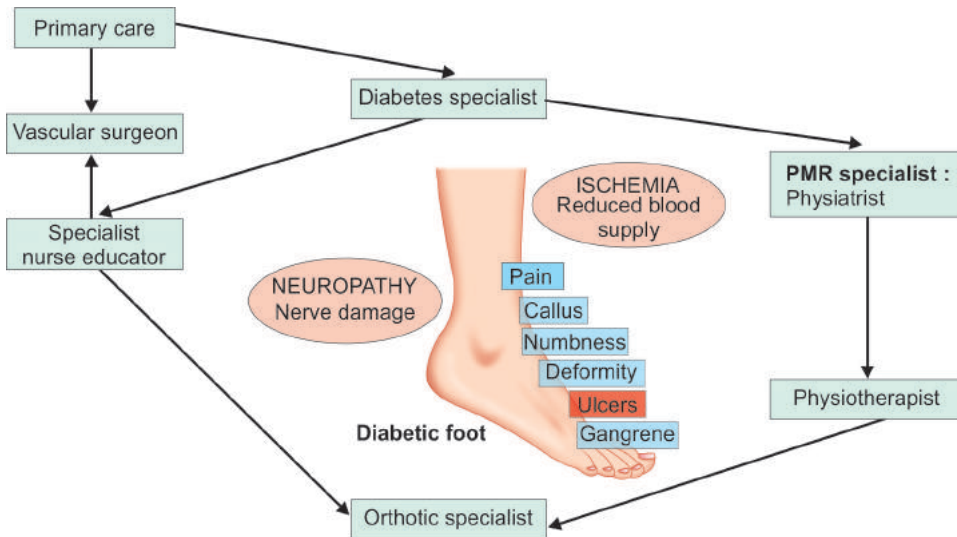 Primary care
Diabetes specialist
Vascular surgeon
PMR specialist :
Physiatrist
ISCHEMIA
Reduced blood
supply
Specialist
nurse educator
NEUROPATHY
Nerve damage
Pain
Callus
Numbness
Deformity
Ulcers
Gangrene
Physiotherapist
Diabetic foot
Orthotic specialist